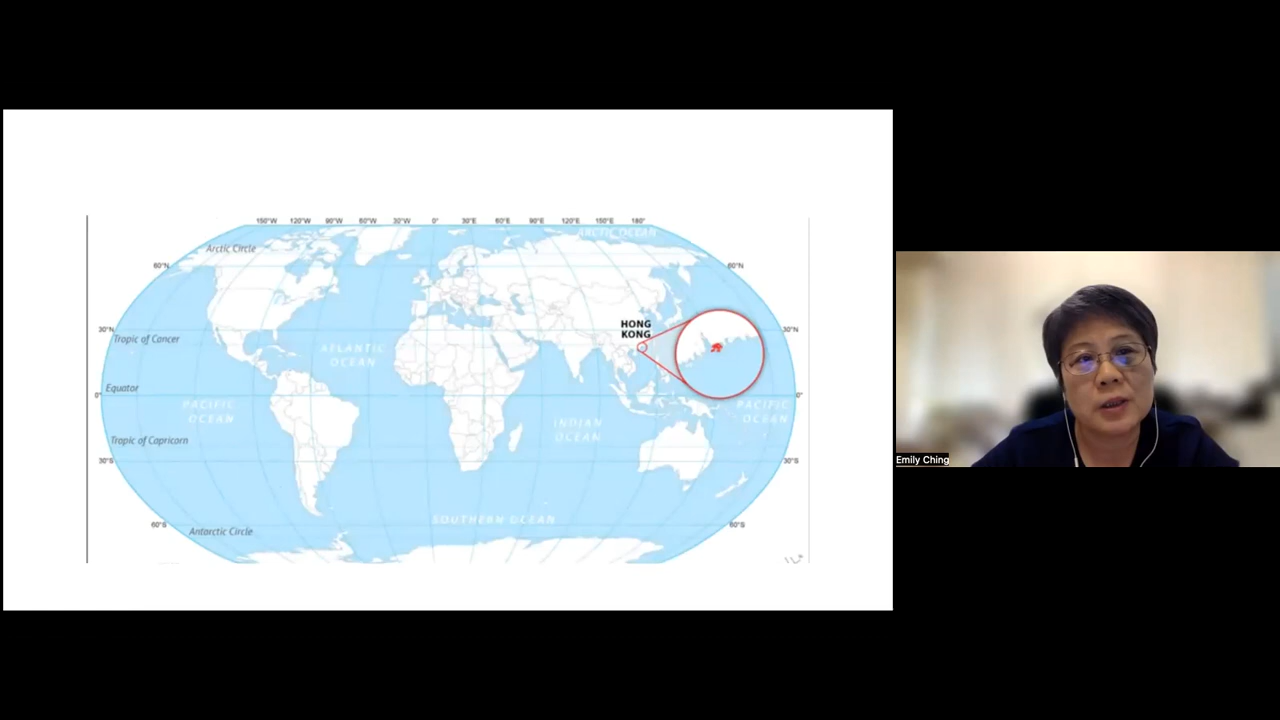 150°W 120°W 90°W 60°W 30°W 0° 30°E 60°E 90°E 120°E 150°E 180°
ARCTIC OCEAN
Arctic Circle
60°N 60°N
HONG
KONG
30°N 30°N
Tropic of Cancer
ATLANTIC
OCEAN
Equator
0° 0°
PACIFIC
OCEAN
PACIFIC
OCEAN
INDIAN
OCEAN
Tropic of Capricorn
30°S 30°S
Emily Ching
SOUTHERN OCEAN
60°S 60°S
Antarctic Circle